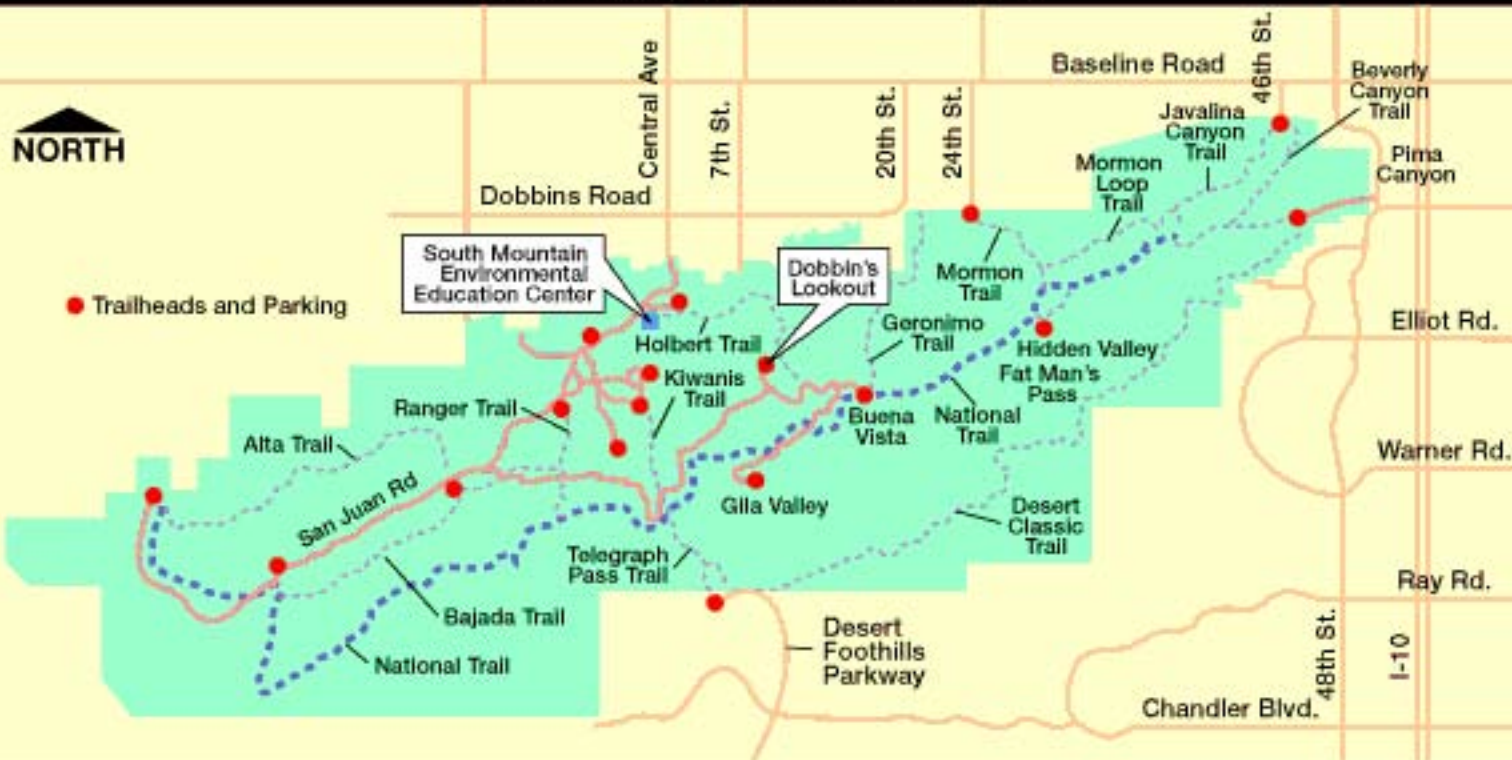 Baseline Road
46th St.
Beverly
Canyon
Trail
Central Ave
7th St.
20th St.
24th St.
Javalina
Canyon
Trail
Mormon
Loop
Trail
Pima
Canyon
NORTH
Dobbins Road
South Mountain
Environmental
Education Center
Dobbin's
Lookout
Mormon
Trail
Trailheads and Parking
Holbert Trail
Geronimo
Trail
Elliot Rd.
Hidden Valley
Fat Man's
Pass
Kiwanis
Trail
Ranger Trail
Buena
Vista
National
Trail
Alta Trail
Warner Rd.
San Juan Rd
Gila Valley
Desert
Classic
Trail
Telegraph
Pass Trail
Ray Rd.
Bajada Trail
National Trail
Desert
Foothills
Parkway
48th St.
I-10
Chandler Blvd.